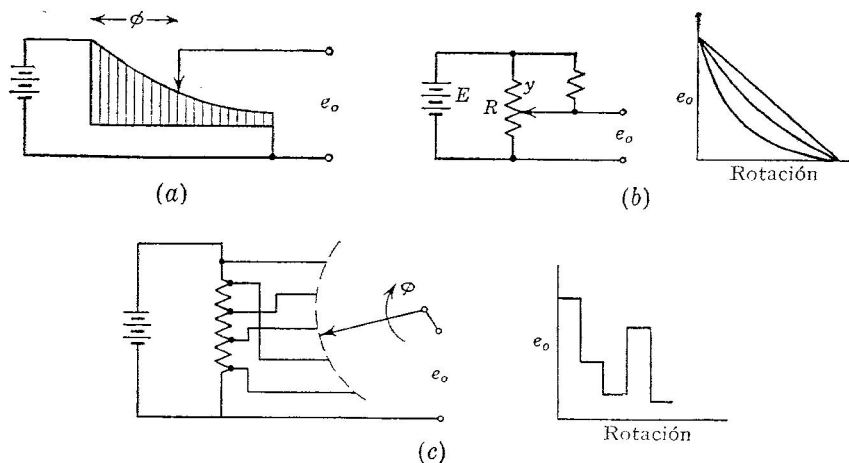 ϕ
e₀
(a)
E
y
R
e₀
(b)
e₀
Rotación
φ
e₀
(c)
e₀
Rotación